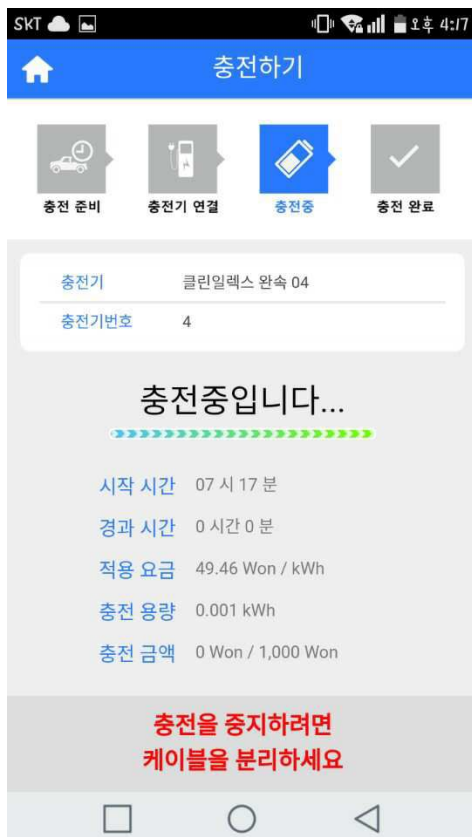 SKT 오후 4:17
충전하기
충전 준비 충전기 연결 충전중 충전 완료
충전기 클린일렉스 완속 04
충전기번호 4
충전중입니다...
시작 시간 07 시 17 분
경과 시간 0 시간 0 분
적용 요금 49.46 Won / kWh
충전 용량 0.001 kWh
충전 금액 0 Won / 1,000 Won
충전을 중지하려면
케이블을 분리하세요